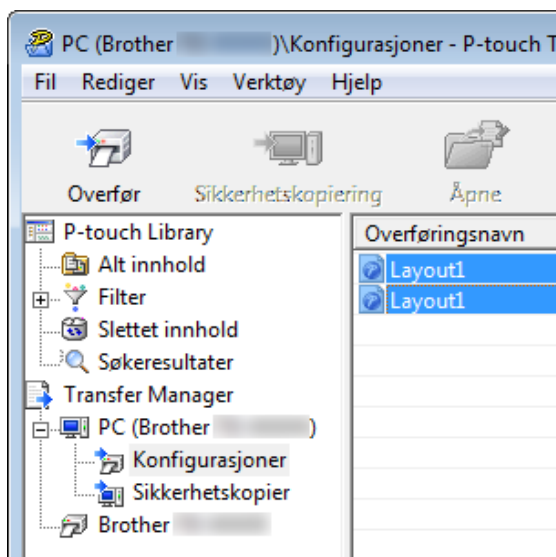 PC (Brother )\Konfigurasjoner - P-touch T
Fil Rediger Vis Verktøy Hjelp
Overfør Sikkerhetskopiering Åpne
P-touch Library
Alt innhold
Filter
Slettet innhold
Søkeresultater
Transfer Manager
PC (Brother )
Konfigurasjoner
Sikkerhetskopier
Brother
Overføringsnavn
Layout1
Layout1